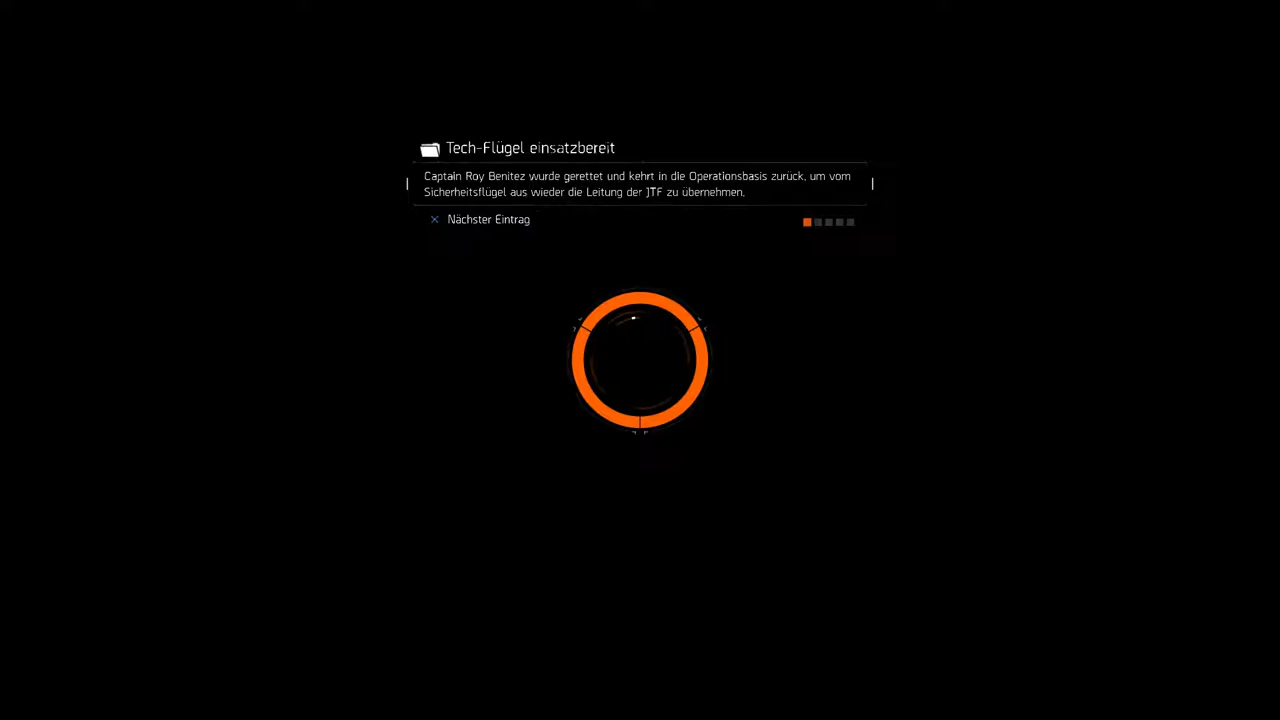 Tech-Flügel einsatzbereit
Captain Roy Benitez wurde gerettet und kehrt in die Operationsbasis zurück, um vom
Sicherheitsflügel aus wieder die Leitung der JTF zu übernehmen.
Nächster Eintrag